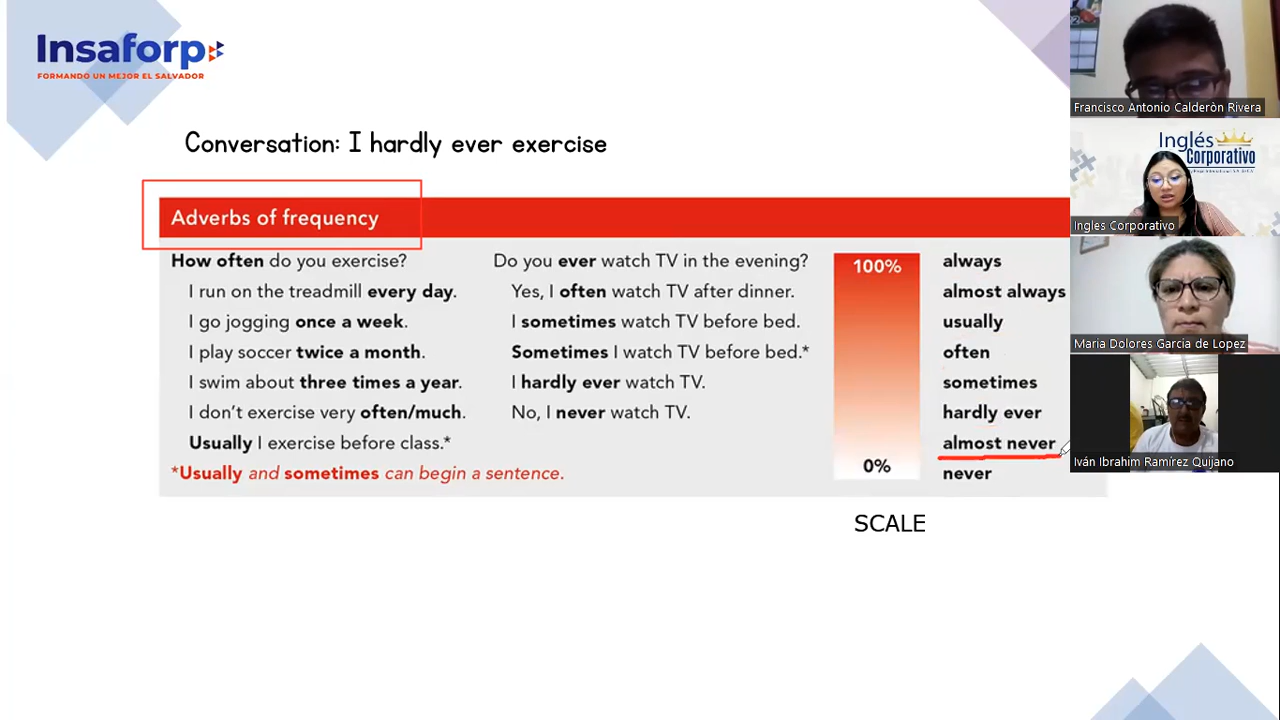 Insaforp
FORMANDO UN MEJOR EL SALVADOR
Conversation: I hardly ever exercise
Adverbs of frequency
How often do you exercise?
I run on the treadmill every day.
I go jogging once a week.
I play soccer twice a month.
I swim about three times a year.
I don't exercise very often/much.
Usually I exercise before class.*
*Usually and sometimes can begin a sentence.
Do you ever watch TV in the evening?
Yes, I often watch TV after dinner.
I sometimes watch TV before bed.
Sometimes I watch TV before bed.*
I hardly ever watch TV.
No, I never watch TV.
100%
0%
always
almost always
usually
often
sometimes
hardly ever
almost never
never
SCALE
Francisco Antonio Calderòn Rivera
Inglés
Corporativo
Ingles Corporativo
Maria Dolores García de Lopez
Iván Ibrahim Ramírez Quijano